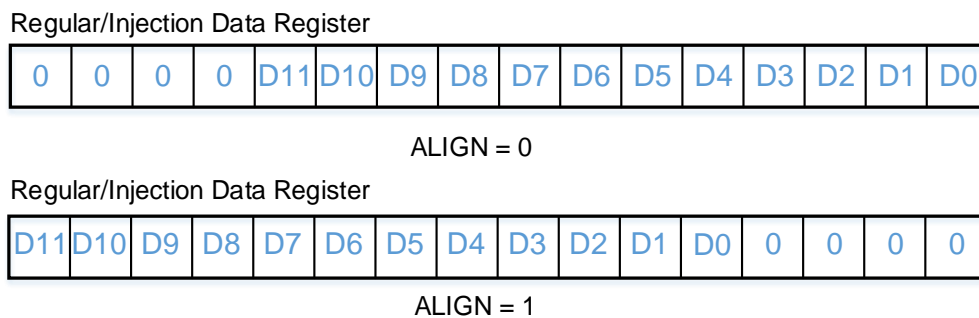 Regular/Injection Data Register
0 0 0 0 D11 D10 D9 D8 D7 D6 D5 D4 D3 D2 D1 D0
ALIGN = 0
Regular/Injection Data Register
D11 D10 D9 D8 D7 D6 D5 D4 D3 D2 D1 D0 0 0 0 0
ALIGN = 1